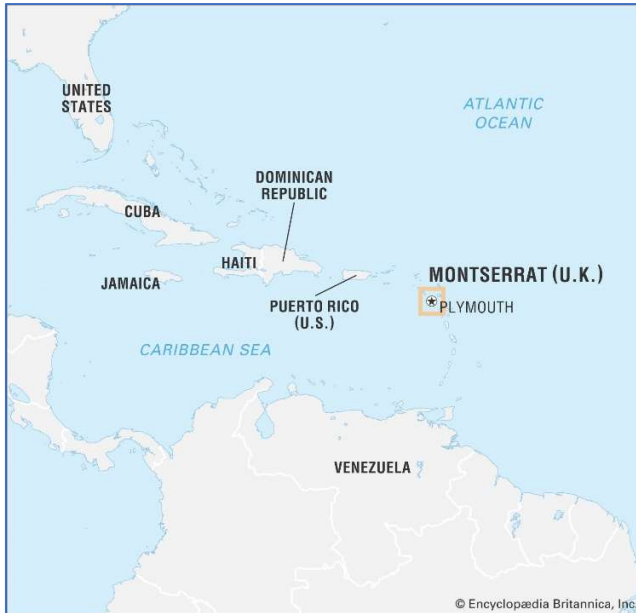 UNITED
STATES
ATLANTIC
OCEAN
DOMINICAN
REPUBLIC
CUBA
HAITI
JAMAICA
MONTSERRAT (U.K.)
PLYMOUTH
PUERTO RICO
(U.S.)
CARIBBEAN SEA
VENEZUELA
© Encyclopædia Britannica, Inc.